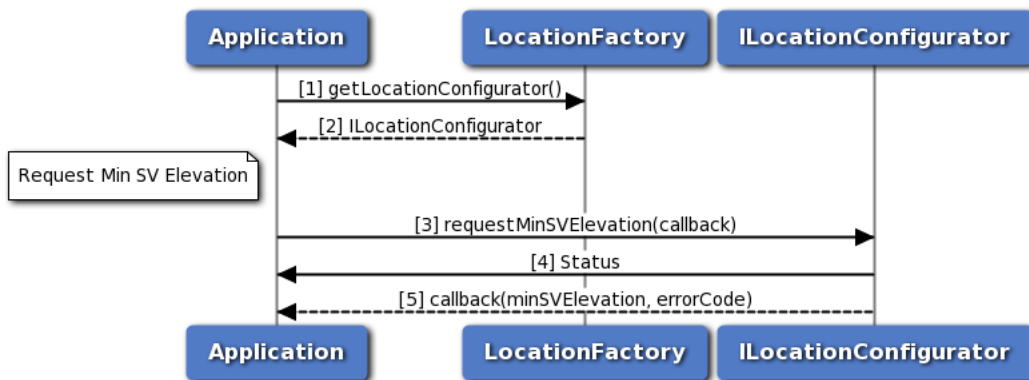 Application
LocationFactory
ILocationConfigurator
[1] getLocationConfigurator()
[2] ILocationConfigurator
Request Min SV Elevation
[3] requestMinSVElevation(callback)
[4] Status
[5] callback(minSVElevation, errorCode)
Application
LocationFactory
ILocationConfigurator